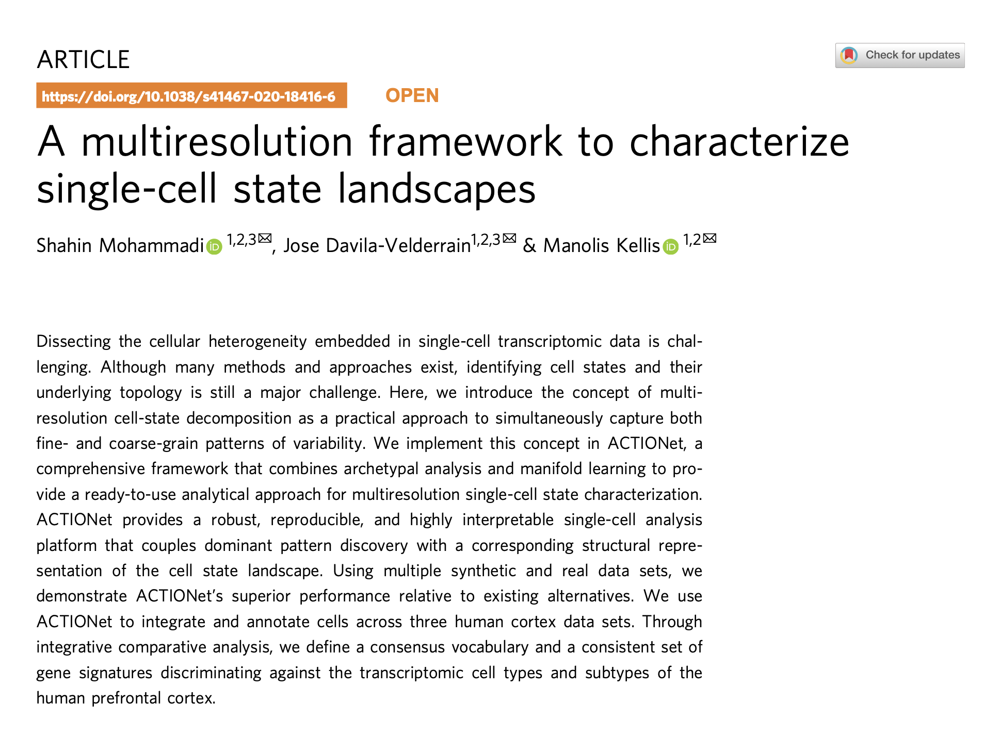 ARTICLE
Check for updates
https://doi.org/10.1038/s41467-020-18416-6 OPEN
A multiresolution framework to characterize
single-cell state landscapes
Shahin Mohammadi iD 1,2,3✉, Jose Davila-Velderrain1,2,3✉ & Manolis Kellis iD 1,2✉
Dissecting the cellular heterogeneity embedded in single-cell transcriptomic data is chal-
lenging. Although many methods and approaches exist, identifying cell states and their
underlying topology is still a major challenge. Here, we introduce the concept of multi-
resolution cell-state decomposition as a practical approach to simultaneously capture both
fine- and coarse-grain patterns of variability. We implement this concept in ACTIONet, a
comprehensive framework that combines archetypal analysis and manifold learning to pro-
vide a ready-to-use analytical approach for multiresolution single-cell state characterization.
ACTIONet provides a robust, reproducible, and highly interpretable single-cell analysis
platform that couples dominant pattern discovery with a corresponding structural repre-
sentation of the cell state landscape. Using multiple synthetic and real data sets, we
demonstrate ACTIONet’s superior performance relative to existing alternatives. We use
ACTIONet to integrate and annotate cells across three human cortex data sets. Through
integrative comparative analysis, we define a consensus vocabulary and a consistent set of
gene signatures discriminating against the transcriptomic cell types and subtypes of the
human prefrontal cortex.